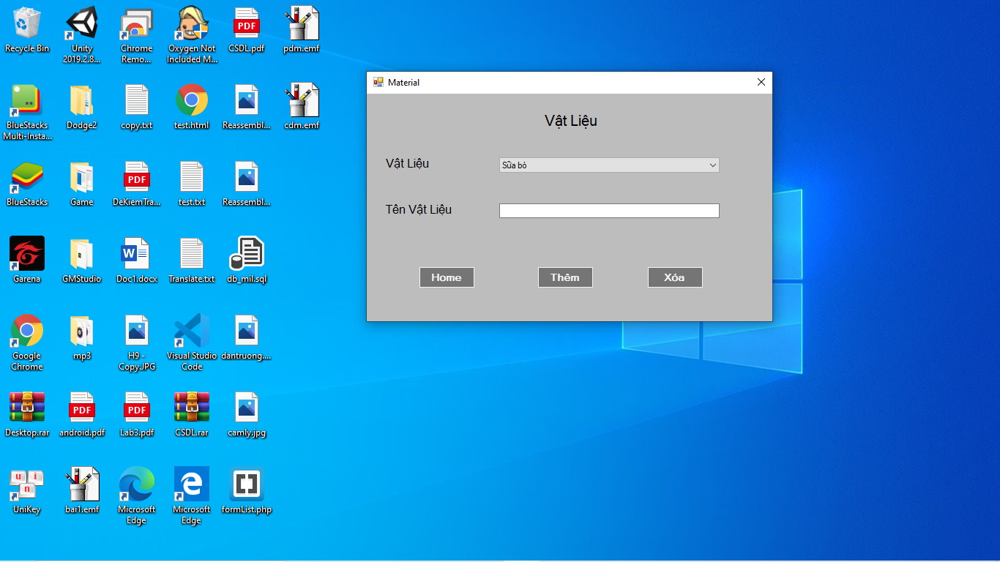 Recycle Bin
Unity
2019.2.8...
Chrome
Remo...
Oxygen Not
Included M...
CSDL.pdf
pdm.emf
BlueStacks
Multi-Insta...
Dodge2
copy.txt
test.html
Reassembl...
cdm.emf
BlueStacks
Game
DeKiemTra...
test.txt
Reassembl...
Garena
GMStudio
Doc1.docx
Translate.txt
db_mil.sql
Google
Chrome
mp3
H9 -
Copy.JPG
Visual Studio
Code
dantruong....
Desktop.rar
android.pdf
Lab3.pdf
CSDL.rar
camly.jpg
UniKey
bai1.emf
Microsoft
Edge
Microsoft
Edge
formList.php
PDF
PDF
W
PDF
PDF
u i
n
Material
Vật Liệu
Vật Liệu
Sữa bò
Tên Vật Liệu
Home
Thêm
Xóa